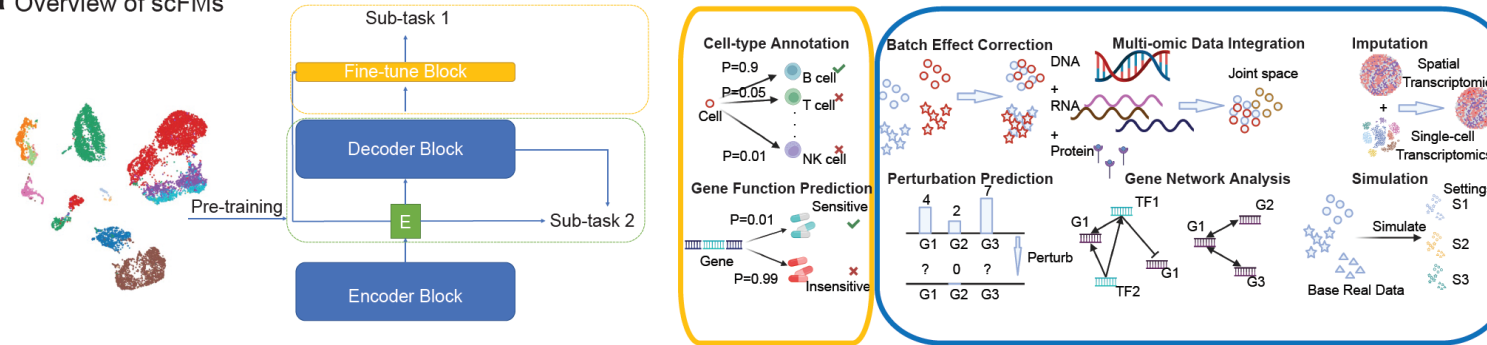 Overview of scFMs
Sub-task 1
Fine-tune Block
Decoder Block
Pre-training
E
Sub-task 2
Encoder Block
Cell-type Annotation
P=0.9
B cell
P=0.05
T cell
Cell
P=0.01
NK cell
Gene Function Prediction
Sensitive
P=0.01
Gene
P=0.99
Insensitive
Batch Effect Correction
Multi-omic Data Integration
DNA
+
RNA
+
Protein
Joint space
Imputation
Spatial
Transcriptomic
+
Single-cell
Transcriptomics
Perturbation Prediction
4
2
7
G1
G2
G3
Perturb
?
0
?
G1
G2
G3
Gene Network Analysis
TF1
G1
G1
TF2
G2
G1
G3
Simulation
Setting
S1
Simulate
S2
S3
Base Real Data